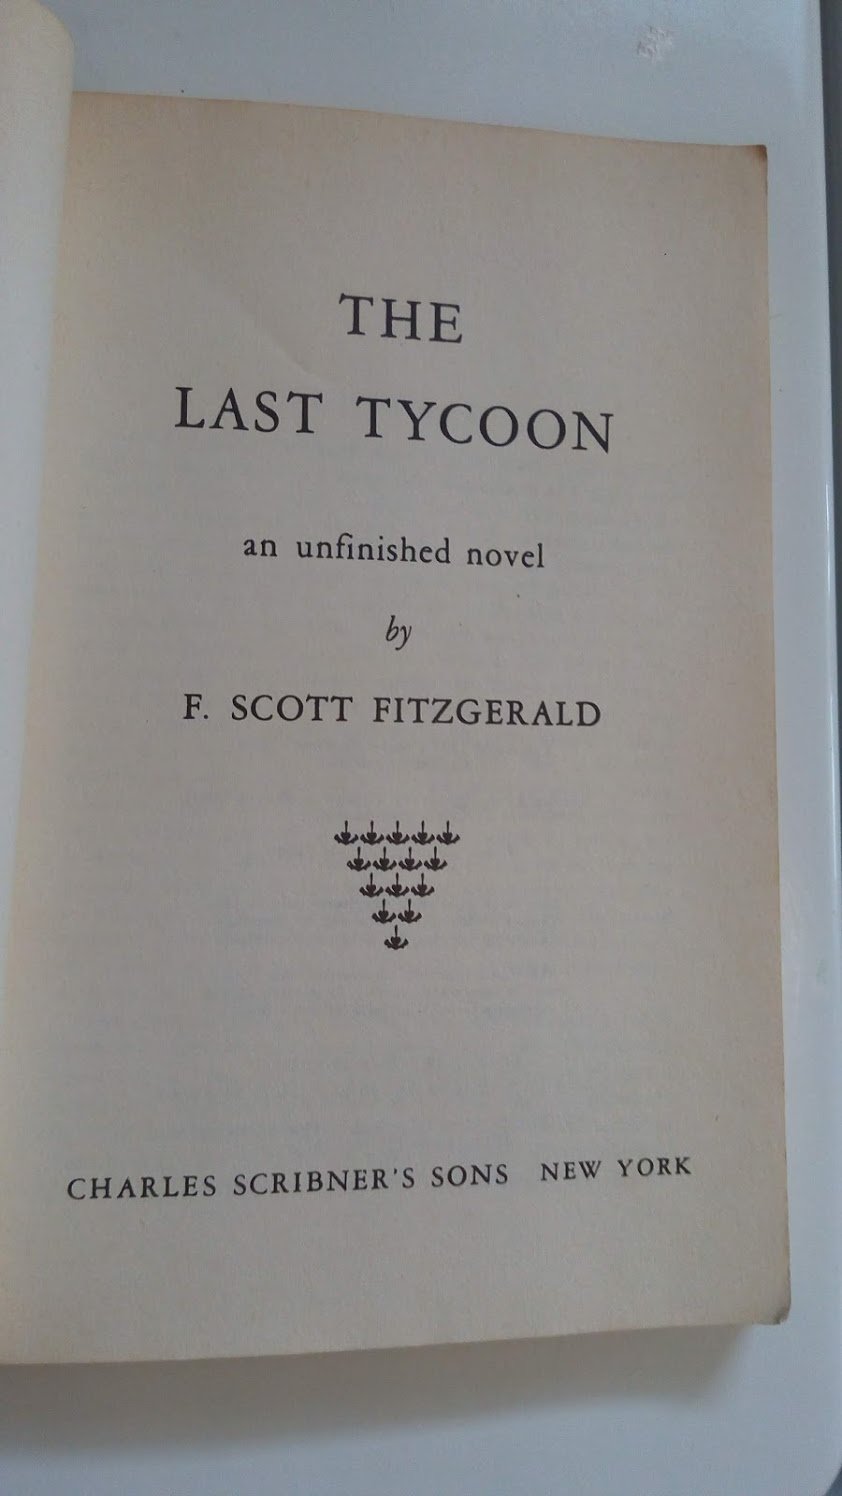 THE
LAST TYCOON
an unfinished novel
by
F. SCOTT FITZGERALD
CHARLES SCRIBNER'S SONS NEW YORK